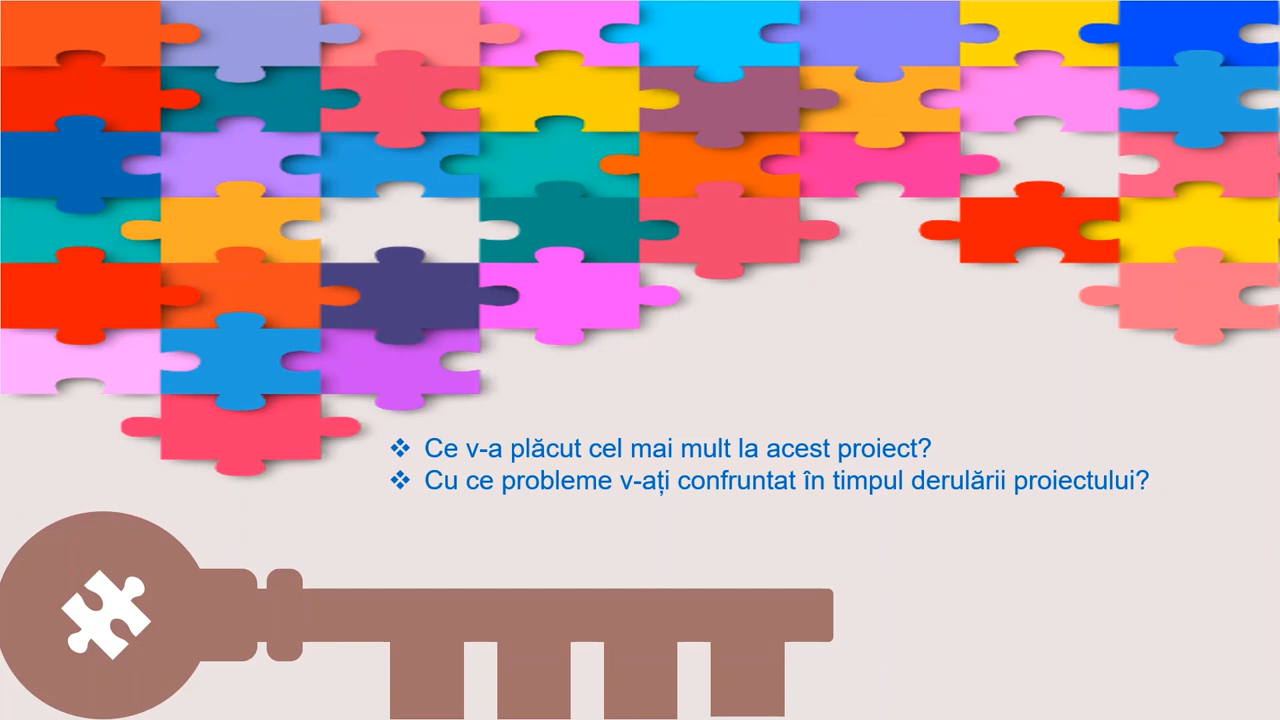 ❖ Ce v-a plăcut cel mai mult la acest proiect?
❖ Cu ce probleme v-ați confruntat în timpul derulării proiectului?